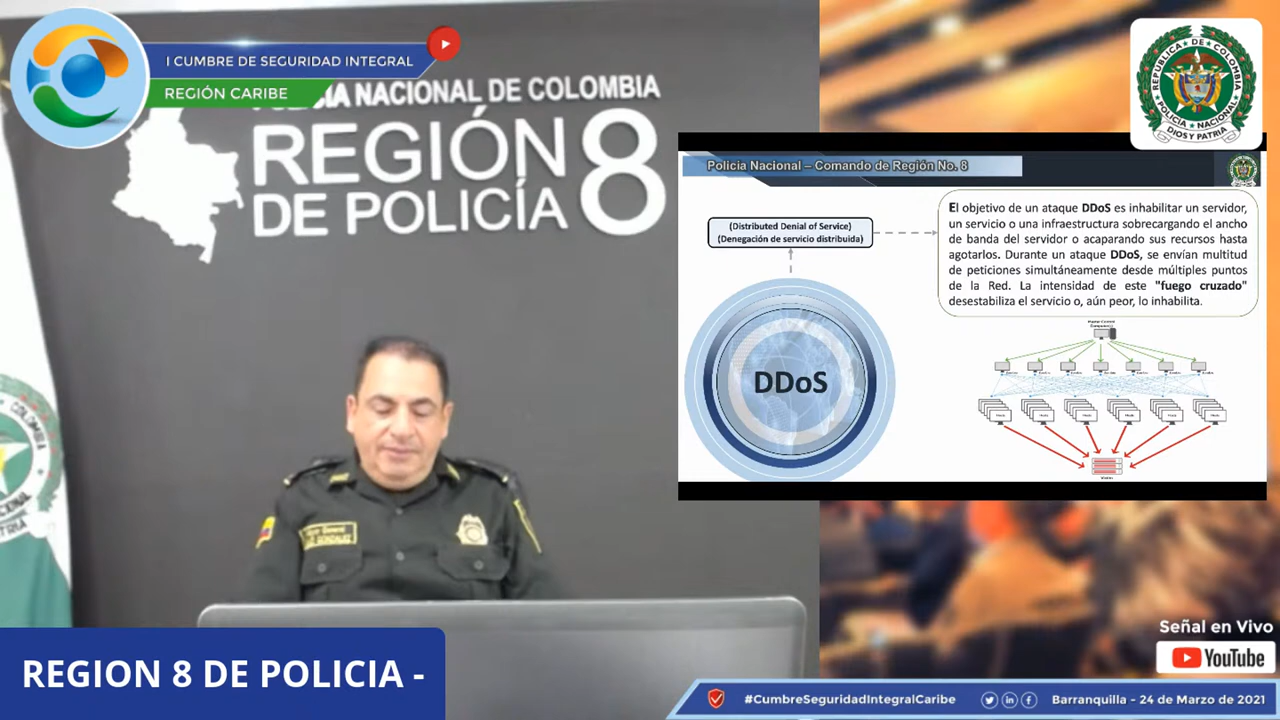 I CUMBRE DE SEGURIDAD INTEGRAL
REGIÓN CARIBE
NACIONAL DE COLOMBIA
REGIÓN
DE POLICÍA
8
REPÚBLICA DE COLOMBIA
POLICÍA NACIONAL
DIOS Y PATRIA
Policia Nacional – Comando de Región No. 8
(Distributed Denial of Service)
(Denegación de servicio distribuida)
El objetivo de un ataque DDoS es inhabilitar un servidor,
un servicio o una infraestructura sobrecargando el ancho
de banda del servidor o acaparando sus recursos hasta
agotarlos. Durante un ataque DDoS, se envían multitud
de peticiones simultáneamente desde múltiples puntos
de la Red. La intensidad de este "fuego cruzado"
desestabiliza el servicio o, aún peor, lo inhabilita.
DDoS
REGION 8 DE POLICIA -
Señal en Vivo
YouTube
#CumbreSeguridadIntegralCaribe
Barranquilla - 24 de Marzo de 2021